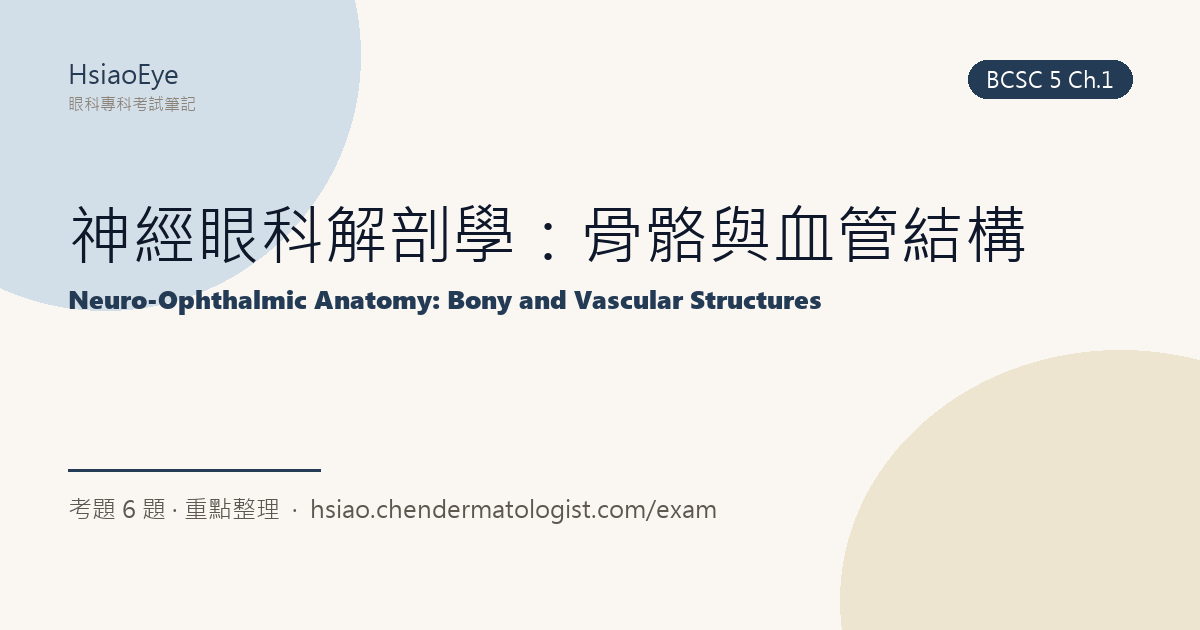 HsiaoEye
眼科專科考試筆記
BCSC 5 Ch.1
神經眼科解剖學：骨骼與血管結構
Neuro-Ophthalmic Anatomy: Bony and Vascular Structures
考題 6 題 · 重點整理 · hsiao.chendermatologist.com/exam